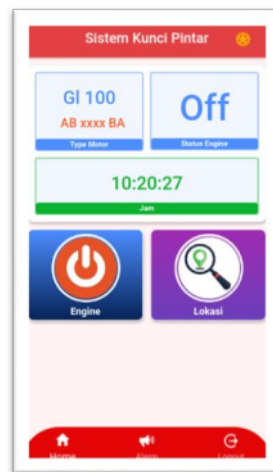 Sistem Kunci Pintar
Gl 100
AB xxxx BA
Type Motor
Off
Status Engine
10:20:27
Jam
Engine
Lokasi
Home
Alarm
Logout